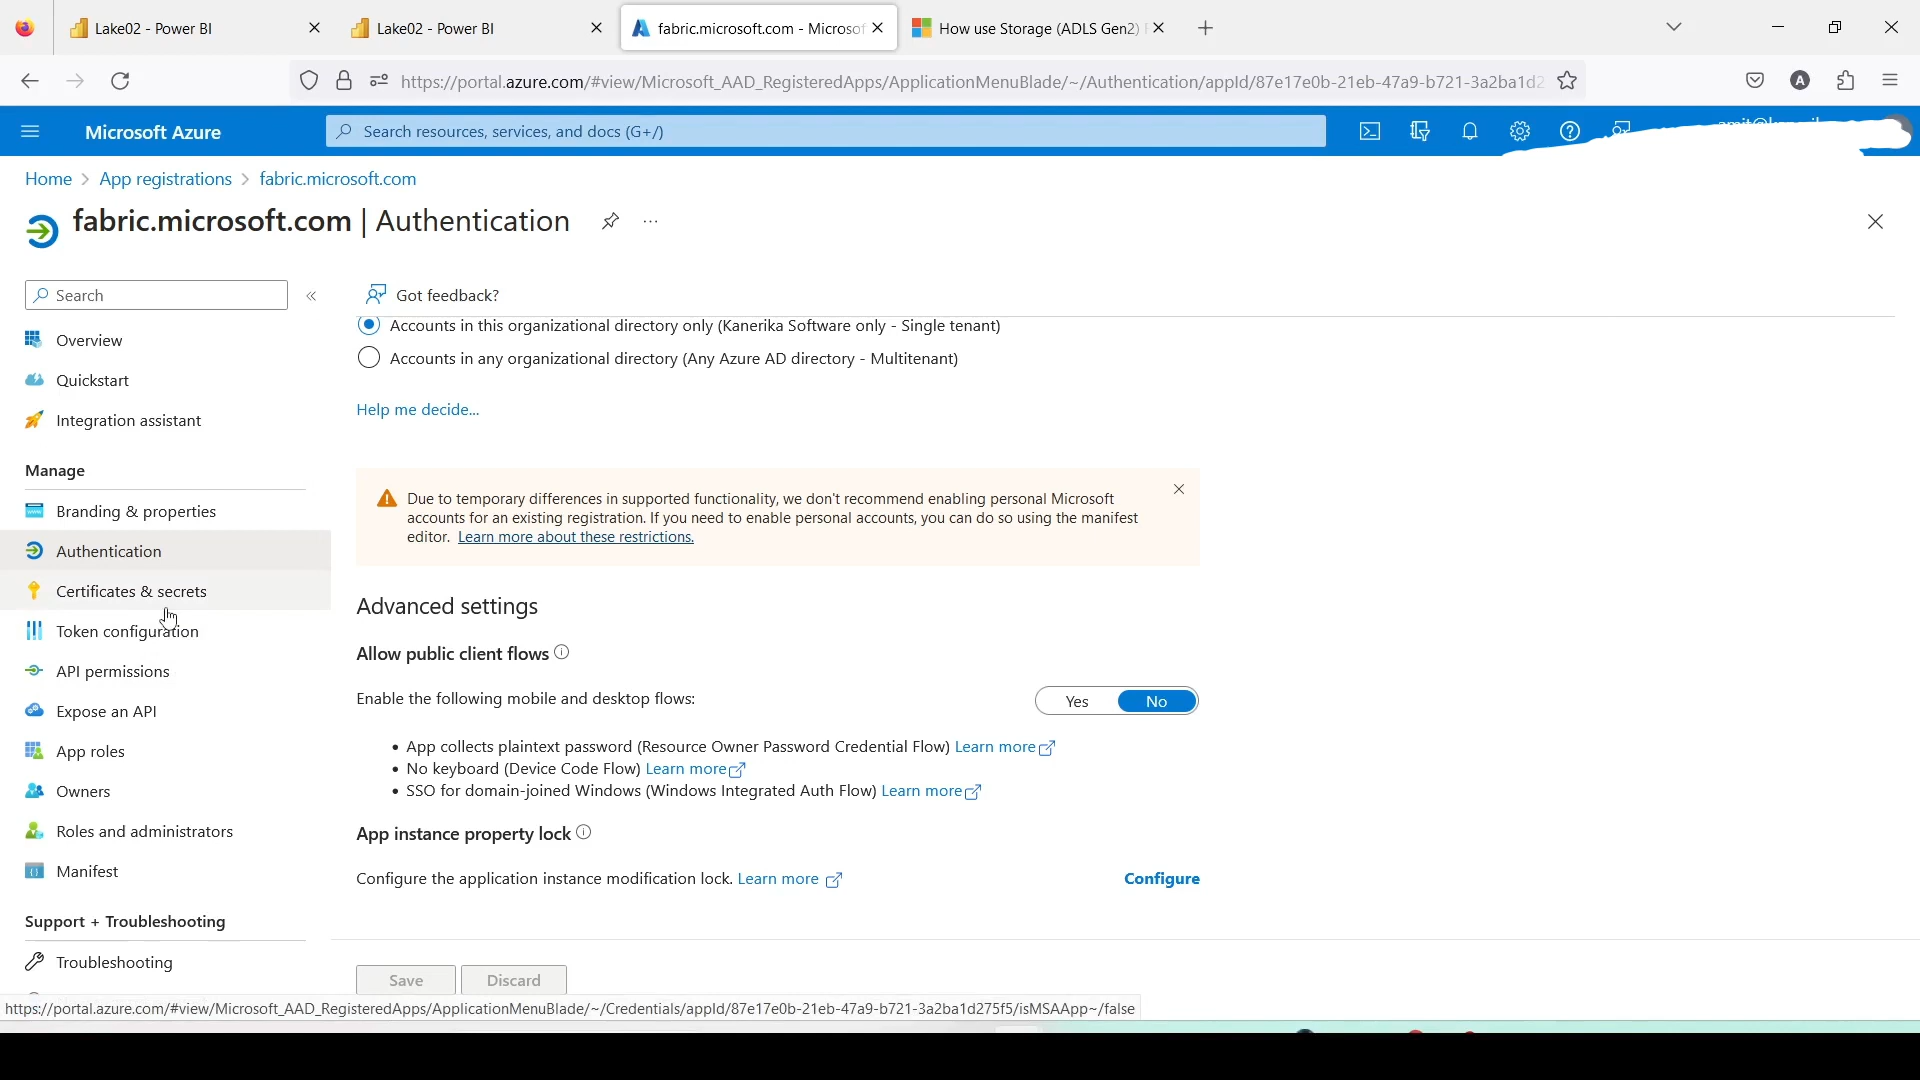 Lake02 - Power BI
Lake02 - Power BI
fabric.microsoft.com - Microsof
How use Storage (ADLS Gen2)
https://portal.azure.com/#view/Microsoft_AAD_RegisteredApps/ApplicationMenuBlade/~/Authentication/appId/87e17e0b-21eb-47a9-b721-3a2ba1d2
A
Microsoft Azure
Search resources, services, and docs (G+/)
Home > App registrations > fabric.microsoft.com
fabric.microsoft.com | Authentication
Search
Got feedback?
Overview
Quickstart
Integration assistant
Manage
Branding & properties
Authentication
Certificates & secrets
Token configuration
API permissions
Expose an API
App roles
Owners
Roles and administrators
Manifest
Support + Troubleshooting
Troubleshooting
Accounts in this organizational directory only (Kanerika Software only - Single tenant)
Accounts in any organizational directory (Any Azure AD directory - Multitenant)
Help me decide...
Due to temporary differences in supported functionality, we don't recommend enabling personal Microsoft
accounts for an existing registration. If you need to enable personal accounts, you can do so using the manifest
editor. Learn more about these restrictions.
Advanced settings
Allow public client flows
Enable the following mobile and desktop flows:
Yes No
• App collects plaintext password (Resource Owner Password Credential Flow) Learn more
• No keyboard (Device Code Flow) Learn more
• SSO for domain-joined Windows (Windows Integrated Auth Flow) Learn more
App instance property lock
Configure the application instance modification lock. Learn more
Configure
Save
Discard
https://portal.azure.com/#view/Microsoft_AAD_RegisteredApps/ApplicationMenuBlade/~/Credentials/appId/87e17e0b-21eb-47a9-b721-3a2ba1d275f5/isMSAApp~/false